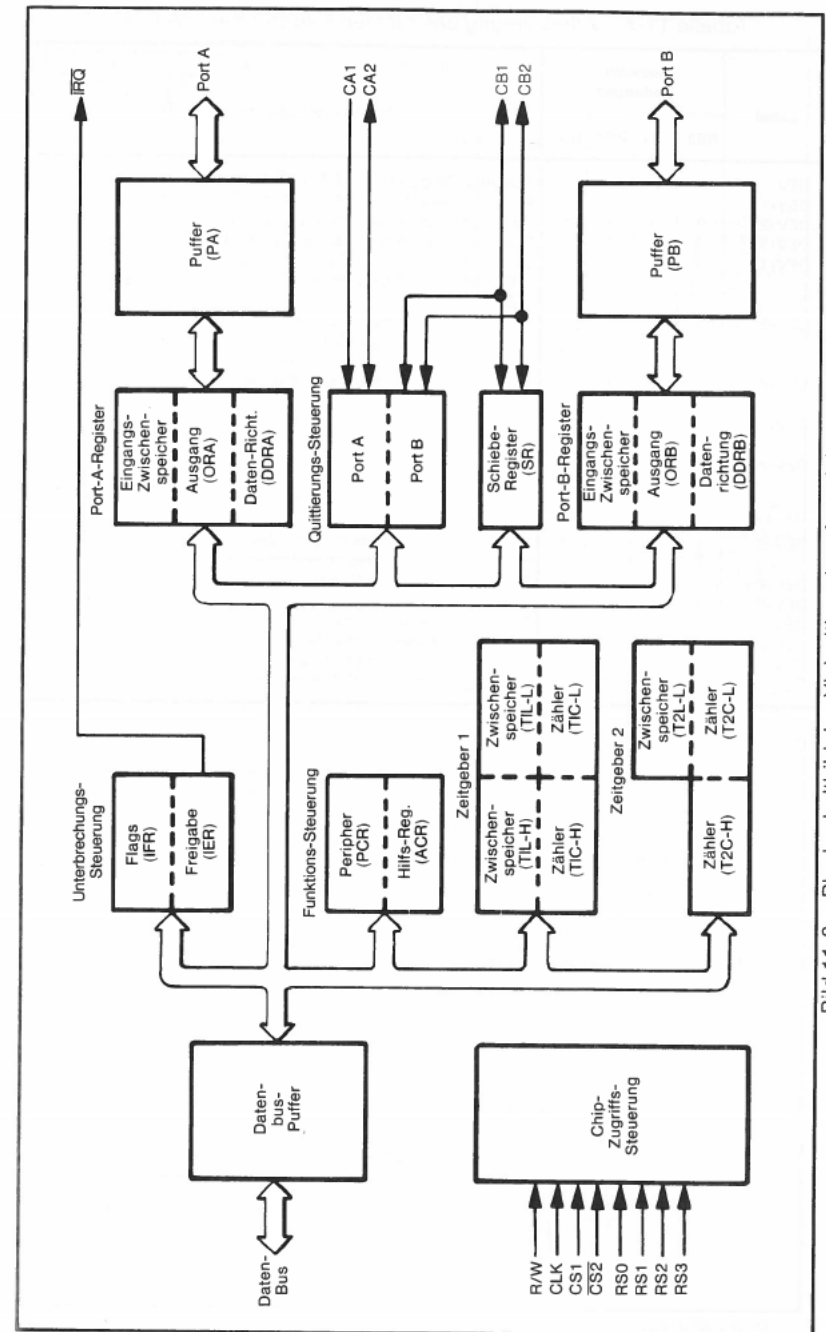 Daten-
Bus
Daten-
bus-
Puffer
R/W
CLK
CS1
CS2
RS0
RS1
RS2
RS3
Chip-
Zugriffs-
Steuerung
Unterbrechungs-
Steuerung
Flags
(IFR)
Freigabe
(IER)
Funktions-Steuerung
Peripher
(PCR)
Hilfs-Reg.
(ACR)
Zeitgeber 1
Zwischen-
speicher
(TIL-H)
Zwischen-
speicher
(TIL-L)
Zähler
(TIC-H)
Zähler
(TIC-L)
Zeitgeber 2
Zwischen-
speicher
(T2L-L)
Zähler
(T2C-H)
Zähler
(T2C-L)
IRQ
Port-A-Register
Eingangs-
Zwischen-
speicher
Ausgang
(ORA)
Daten-Richt.
(DDRA)
Puffer
(PA)
Port A
Quittierungs-Steuerung
Port A
Port B
CA1
CA2
Schiebe-
Register
(SR)
CB1
CB2
Port-B-Register
Eingangs-
Zwischen-
speicher
Ausgang
(ORB)
Daten-
richtung
(DDRB)
Puffer
(PB)
Port B
Bild 11-2